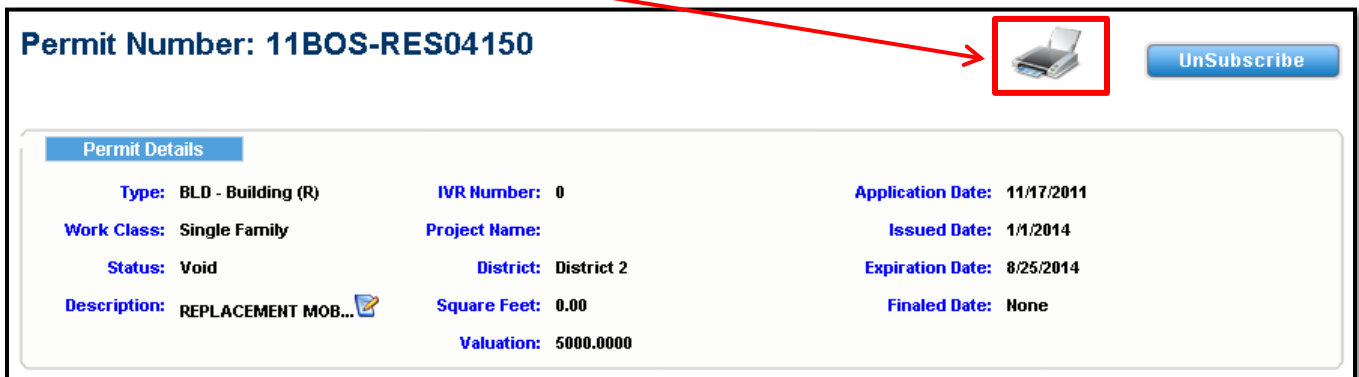 Permit Number: 11BOS-RES04150
UnSubscribe
Permit Details
Type: BLD - Building (R) IVR Number: 0 Application Date: 11/17/2011
Work Class: Single Family Project Name: Issued Date: 1/1/2014
Status: Void District: District 2 Expiration Date: 8/25/2014
Description: REPLACEMENT MOB... Square Feet: 0.00 Finaled Date: None
Valuation: 5000.0000